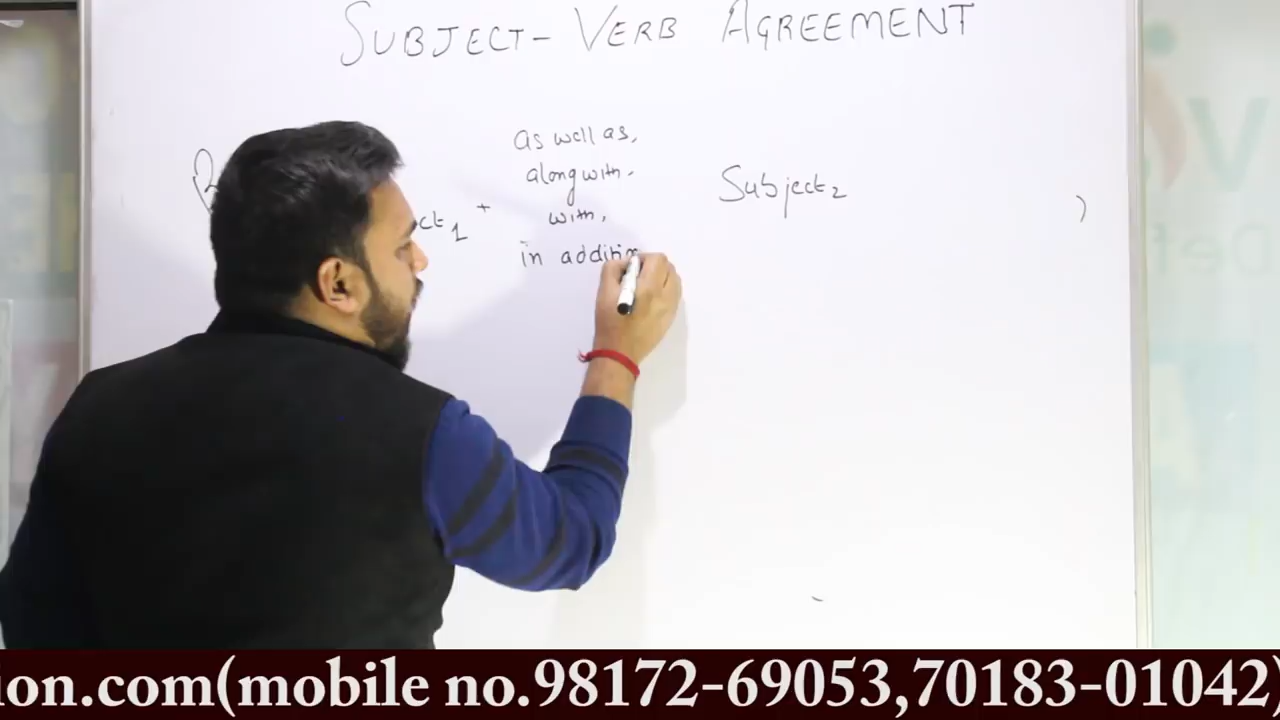 SUBJECT-VERB AGREEMENT
as well as,
along with,
ct1 + with, Subject2
in addition
ion.com(mobile no.98172-69053,70183-01042)